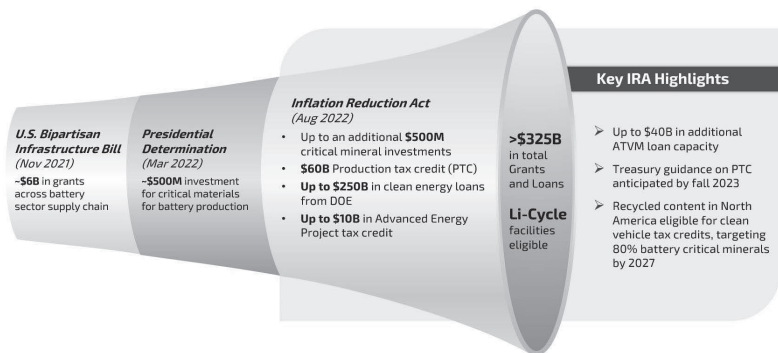 U.S. Bipartisan
Infrastructure Bill
(Nov 2021)
~$6B in grants
across battery
sector supply chain
Presidential
Determination
(Mar 2022)
~$500M investment
for critical materials
for battery production
Inflation Reduction Act
(Aug 2022)
• Up to an additional $500M
critical mineral investments
• $60B Production tax credit (PTC)
• Up to $250B in clean energy loans
from DOE
• Up to $10B in Advanced Energy
Project tax credit
>$325B
in total
Grants
and Loans
Li-Cycle
facilities
eligible
Key IRA Highlights
➢ Up to $40B in additional
ATVM loan capacity
➢ Treasury guidance on PTC
anticipated by fall 2023
➢ Recycled content in North
America eligible for clean
vehicle tax credits, targeting
80% battery critical minerals
by 2027